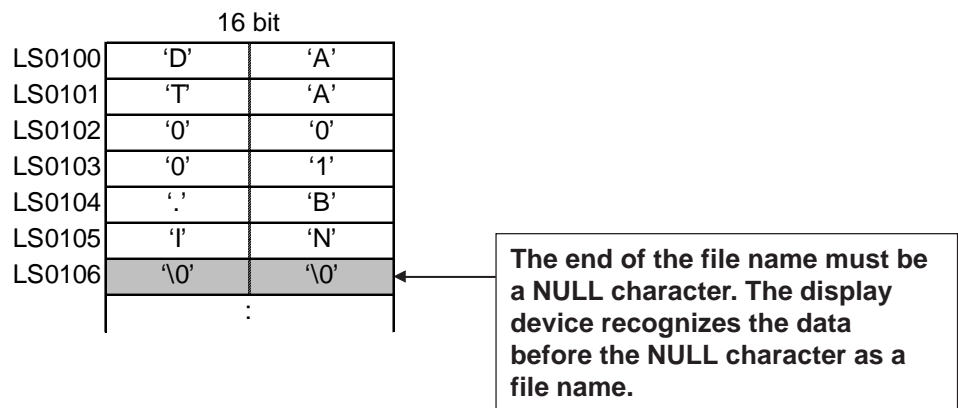 16 bit
LS0100 ‘D’ ‘A’
LS0101 ‘T’ ‘A’
LS0102 ‘0’ ‘0’
LS0103 ‘0’ ‘1’
LS0104 ‘.’ ‘B’
LS0105 ‘I’ ‘N’
LS0106 ‘\0’ ‘\0’
:
The end of the file name must be
a NULL character. The display
device recognizes the data
before the NULL character as a
file name.